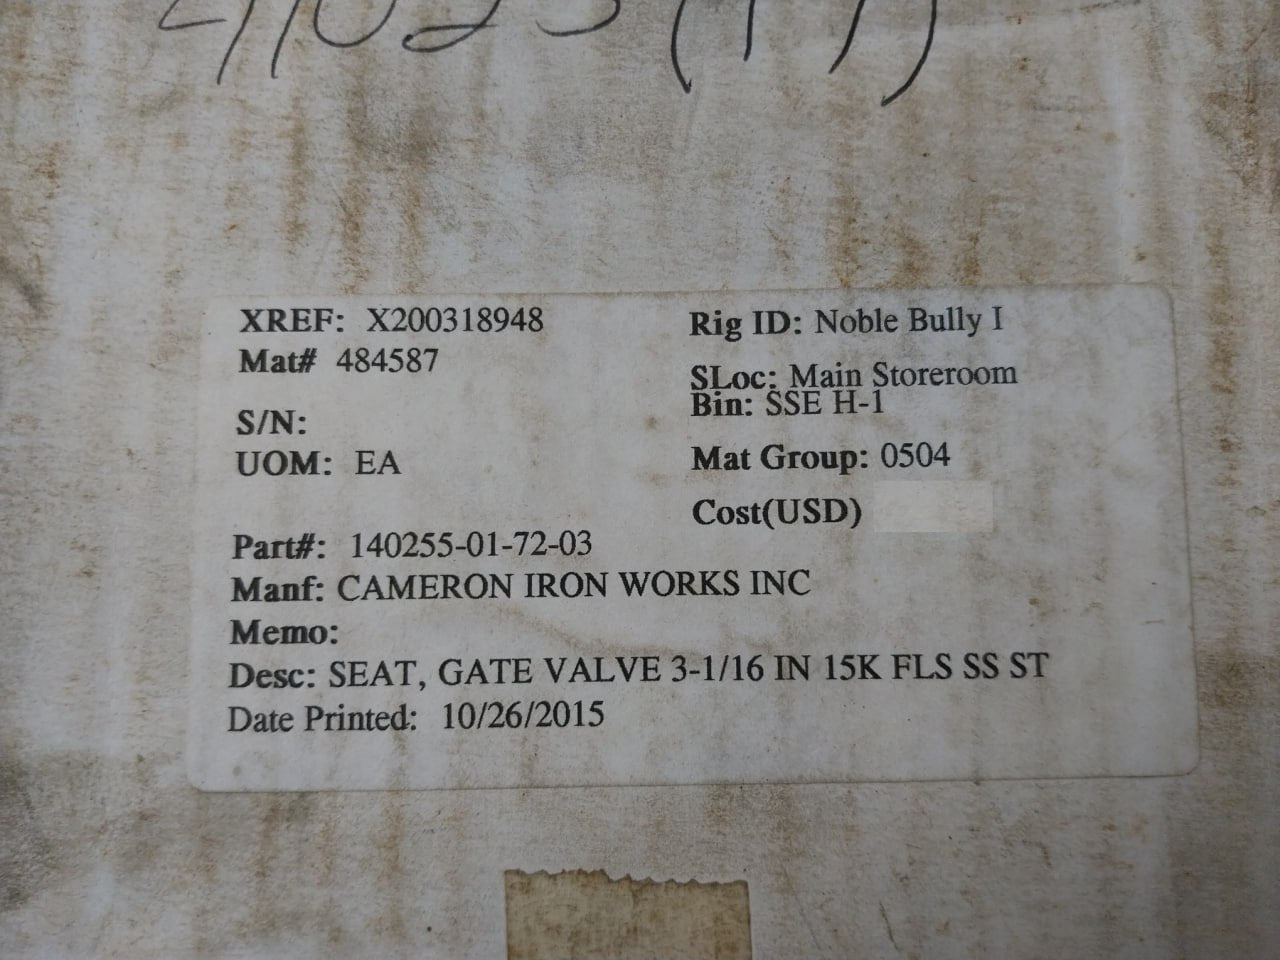 XREF: X200318948
Mat# 484587
S/N:
UOM: EA
Rig ID: Noble Bully I
SLoc: Main Storeroom
Bin: SSE H-1
Mat Group: 0504
Cost(USD)
Part#: 140255-01-72-03
Manf: CAMERON IRON WORKS INC
Memo:
Desc: SEAT, GATE VALVE 3-1/16 IN 15K FLS SS ST
Date Printed: 10/26/2015